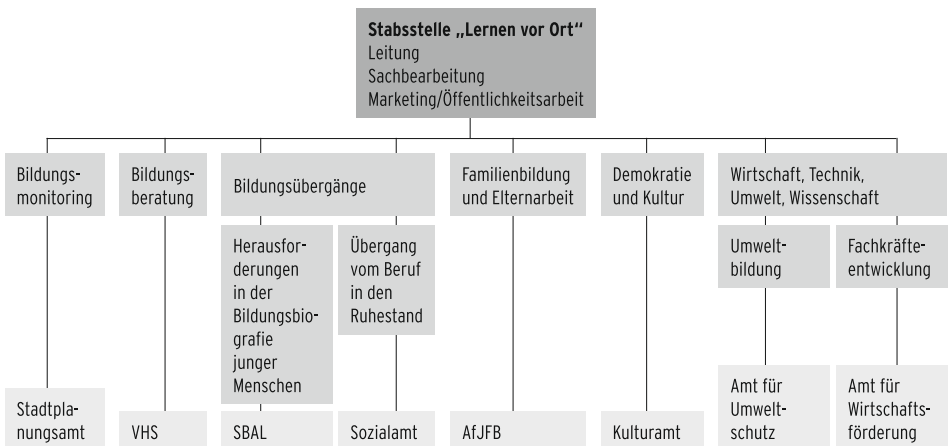 Stabsstelle „Lernen vor Ort“
Leitung
Sachbearbeitung
Marketing/Öffentlichkeitsarbeit
Bildungs-
monitoring
Bildungs-
beratung
Bildungsübergänge
Familienbildung
und Elternarbeit
Demokratie
und Kultur
Wirtschaft, Technik,
Umwelt, Wissenschaft
Herausfor-
derungen
in der
Bildungsbio-
grafie
junger
Menschen
Übergang
vom Beruf
in den
Ruhestand
Umwelt-
bildung
Fachkräfte-
entwicklung
Stadtpla-
nungsamt
VHS
SBAL
Sozialamt
AfJFB
Kulturamt
Amt für
Umwelt-
schutz
Amt für
Wirtschafts-
förderung